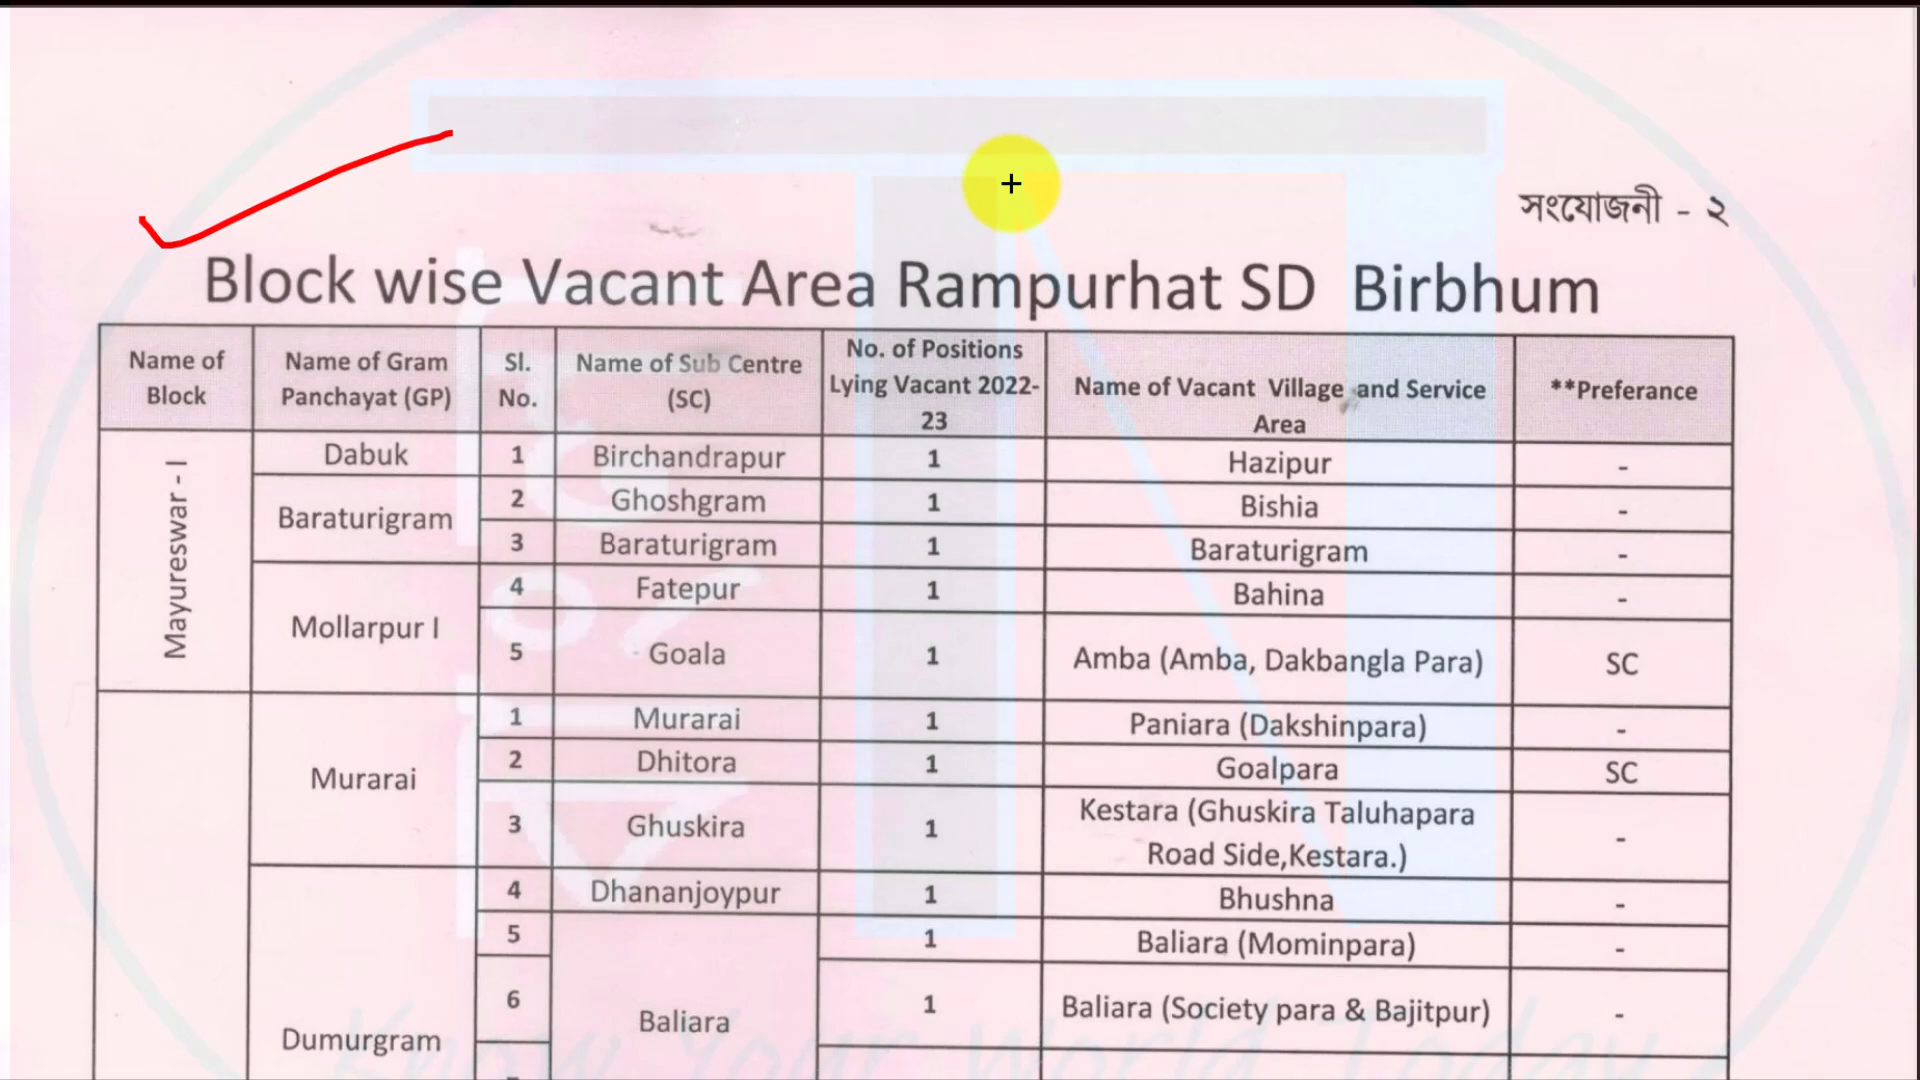 সংযোজনী - ২
Block wise Vacant Area Rampurhat SD Birbhum
Name of Block | Name of Gram Panchayat (GP) | Sl. No. | Name of Sub Centre (SC) | No. of Positions Lying Vacant 2022-23 | Name of Vacant Village and Service Area | **Preferance
Mayureswar - I | Dabuk | 1 | Birchandrapur | 1 | Hazipur | -
Baraturigram | 2 | Ghoshgram | 1 | Bishia | -
3 | Baraturigram | 1 | Baraturigram | -
Mollarpur I | 4 | Fatepur | 1 | Bahina | -
5 | Goala | 1 | Amba (Amba, Dakbangla Para) | SC
Murarai | 1 | Murarai | 1 | Paniara (Dakshinpara) | -
2 | Dhitora | 1 | Goalpara | SC
3 | Ghuskira | 1 | Kestara (Ghuskira Taluhapara Road Side,Kestara.) | -
Dumurgram | 4 | Dhananjoypur | 1 | Bhushna | -
5 | Baliara | 1 | Baliara (Mominpara) | -
6 | 1 | Baliara (Society para & Bajitpur) | -
Know Your World Today